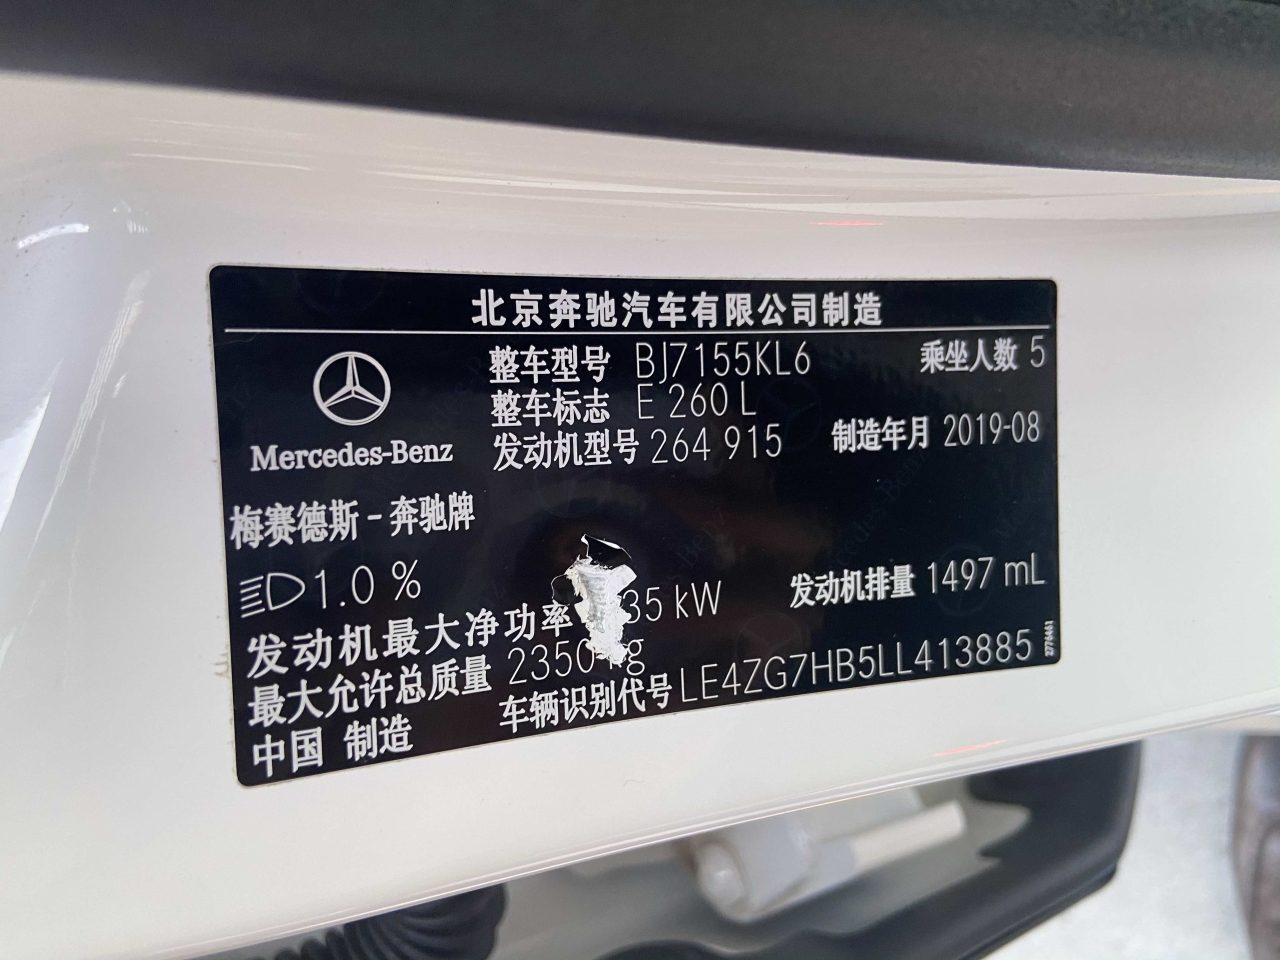 北京奔驰汽车有限公司制造
整车型号 BJ7155KL6 乘坐人数 5
整车标志 E 260 L
Mercedes-Benz
发动机型号 264 915 制造年月 2019-08
梅赛德斯-奔驰牌
1.0 %
发动机最大净功率 35 kW 发动机排量 1497 mL
最大允许总质量 2350 kg
车辆识别代号 LE4ZG7HB5LL413885
中国 制造
2776461